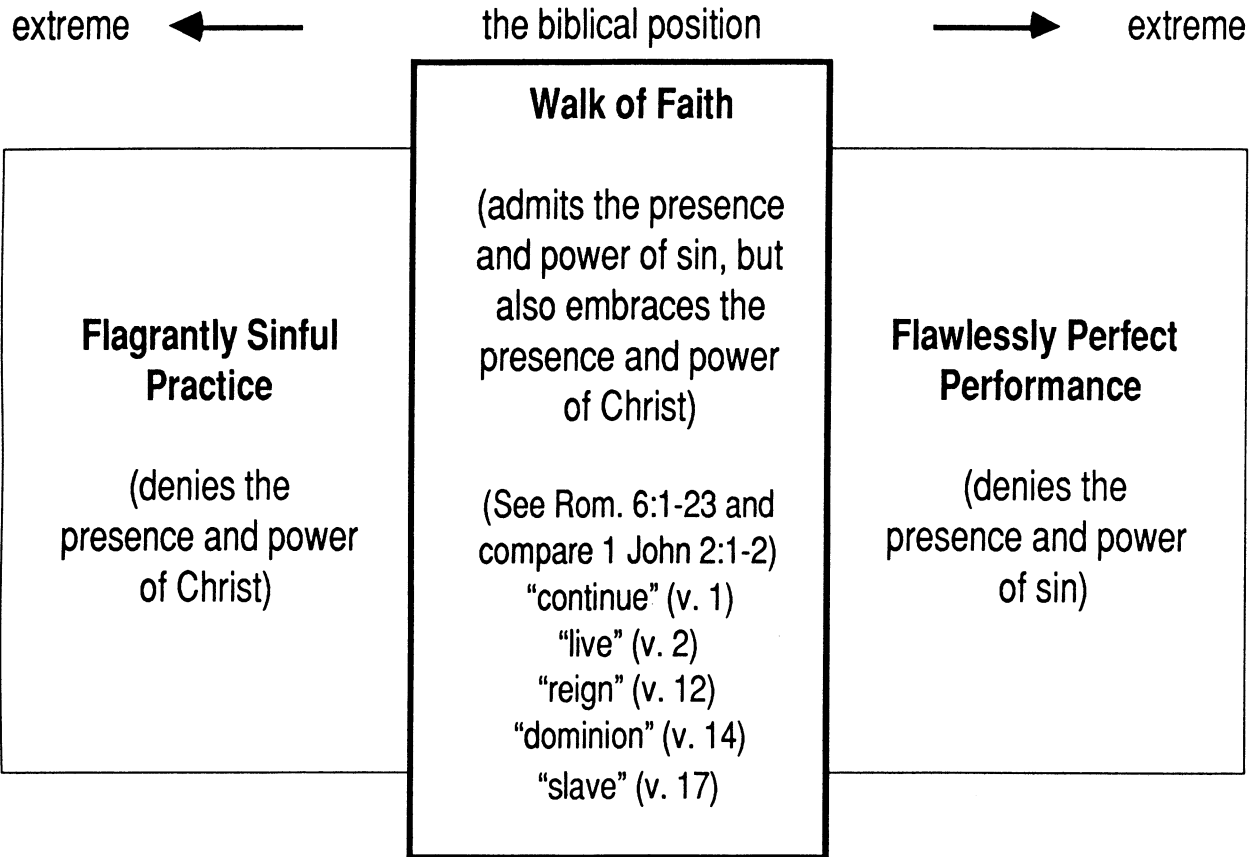 extreme the biblical position extreme
Walk of Faith
(admits the presence
and power of sin, but
also embraces the
presence and power
of Christ)
(See Rom. 6:1-23 and
compare 1 John 2:1-2)
“continue” (v. 1)
“live” (v. 2)
“reign” (v. 12)
“dominion” (v. 14)
“slave” (v. 17)
Flagrantly Sinful
Practice
(denies the
presence and power
of Christ)
Flawlessly Perfect
Performance
(denies the
presence and power
of sin)